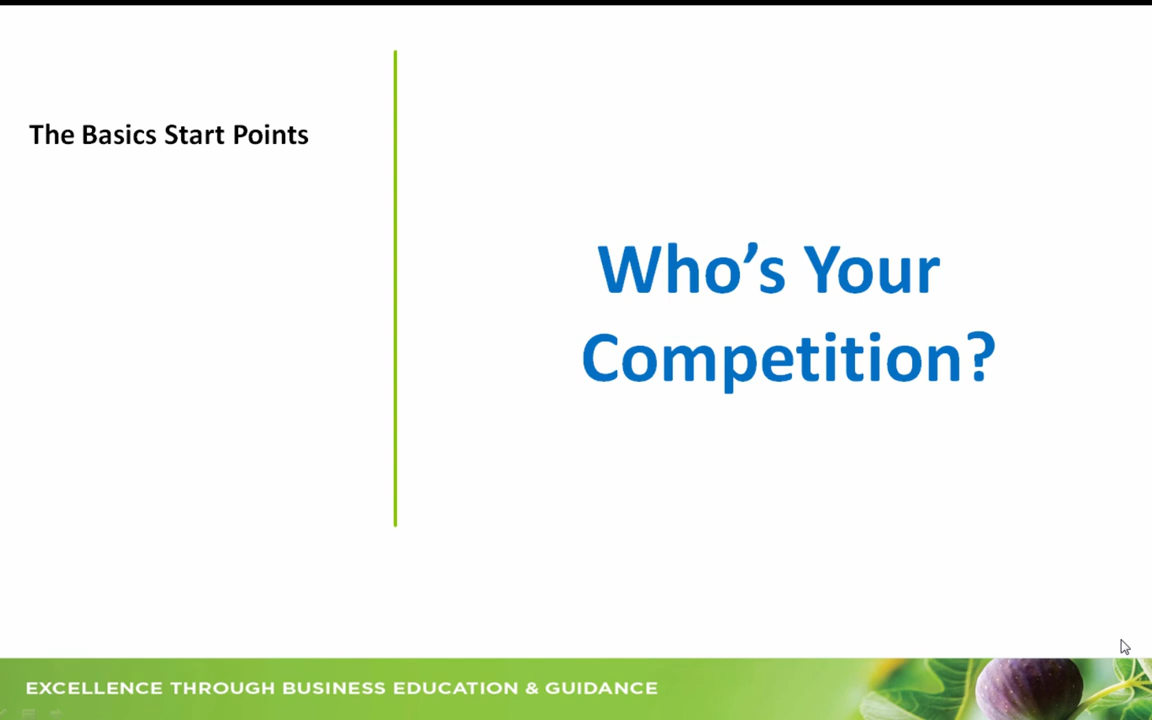 The Basics Start Points
Who’s Your
Competition?
EXCELLENCE THROUGH BUSINESS EDUCATION & GUIDANCE